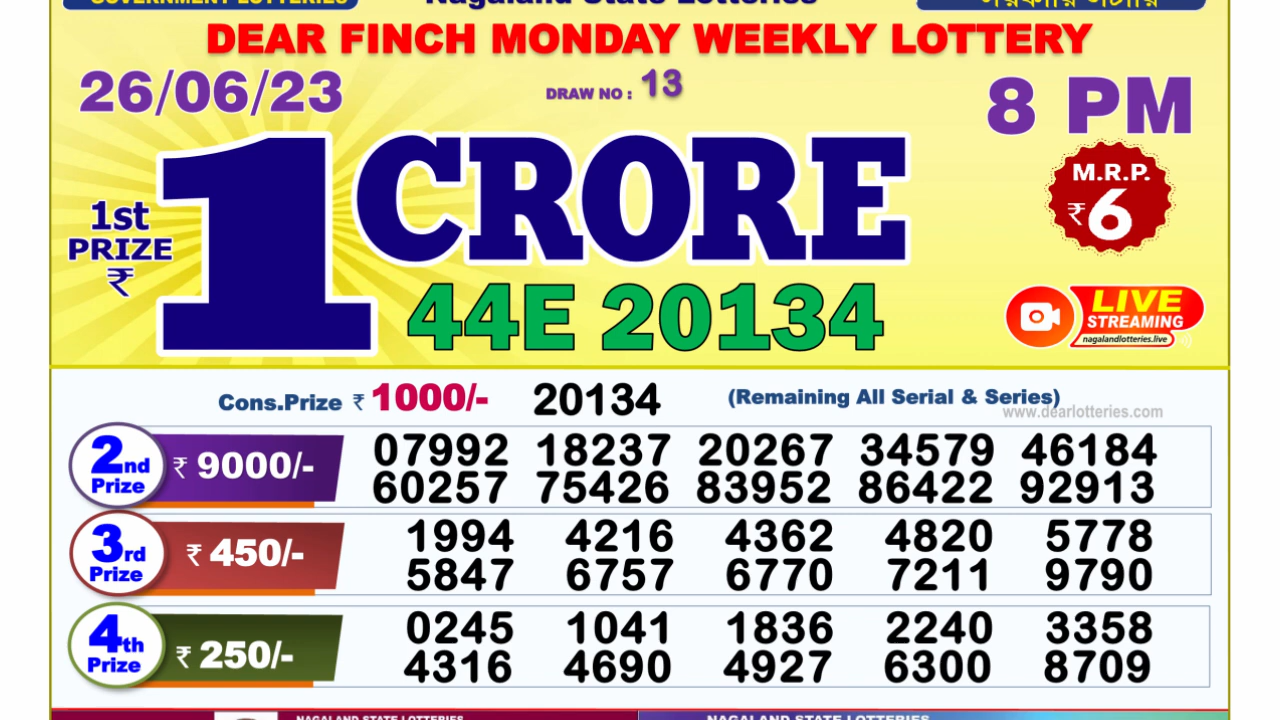 GOVERNMENT LOTTERIES
Nagaland State Lotteries
DEAR FINCH MONDAY WEEKLY LOTTERY
26/06/23
DRAW NO : 13
8 PM
1st
PRIZE
₹
1 CRORE
M.R.P.
₹6
44E 20134
LIVE
STREAMING
nagalandlotteries.live
Cons.Prize ₹ 1000/- 20134 (Remaining All Serial & Series)
www.dearlotteries.com
2nd Prize ₹ 9000/-
07992 18237 20267 34579 46184
60257 75426 83952 86422 92913
3rd Prize ₹ 450/-
1994 4216 4362 4820 5778
5847 6757 6770 7211 9790
4th Prize ₹ 250/-
0245 1041 1836 2240 3358
4316 4690 4927 6300 8709
NAGALAND STATE LOTTERIES
NAGALAND STATE LOTTERIES